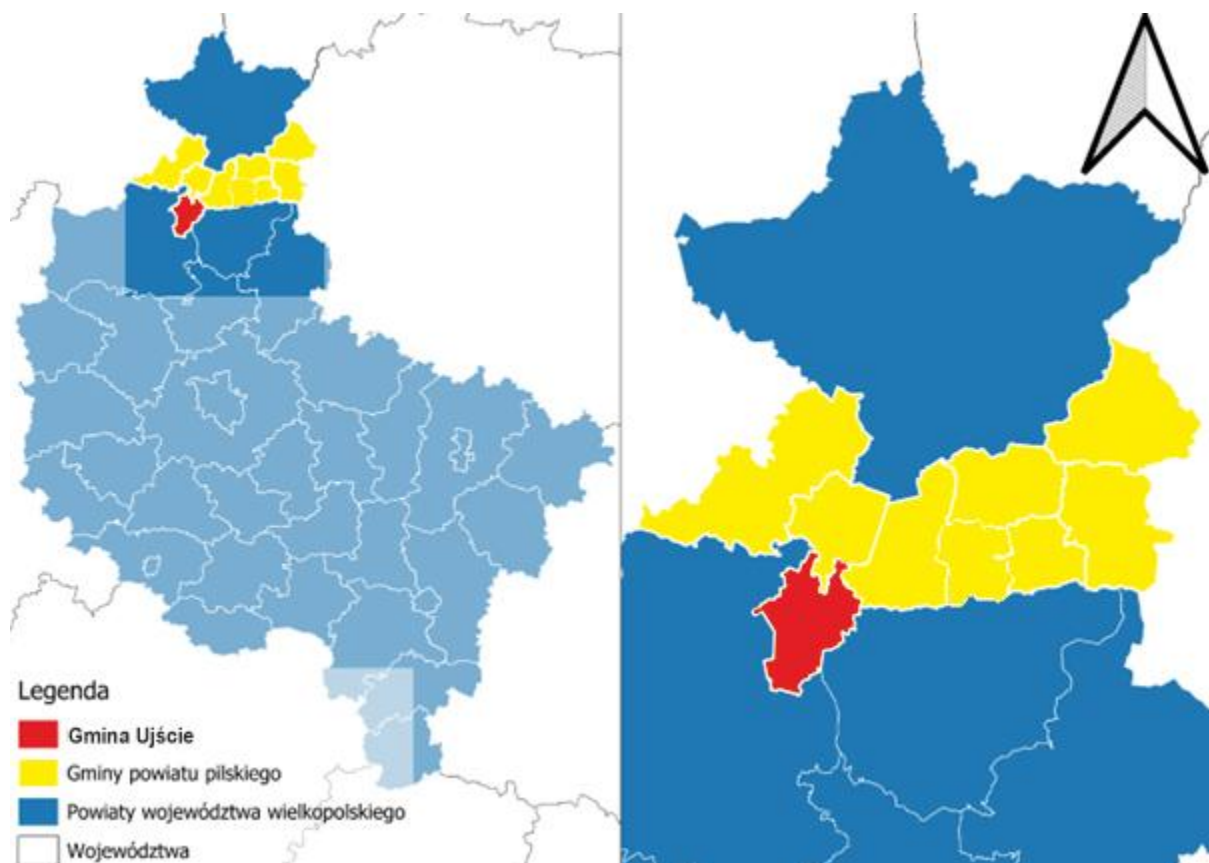 Legenda
Gmina Ujście
Gminy powiatu pilskiego
Powiaty województwa wielkopolskiego
Województwa